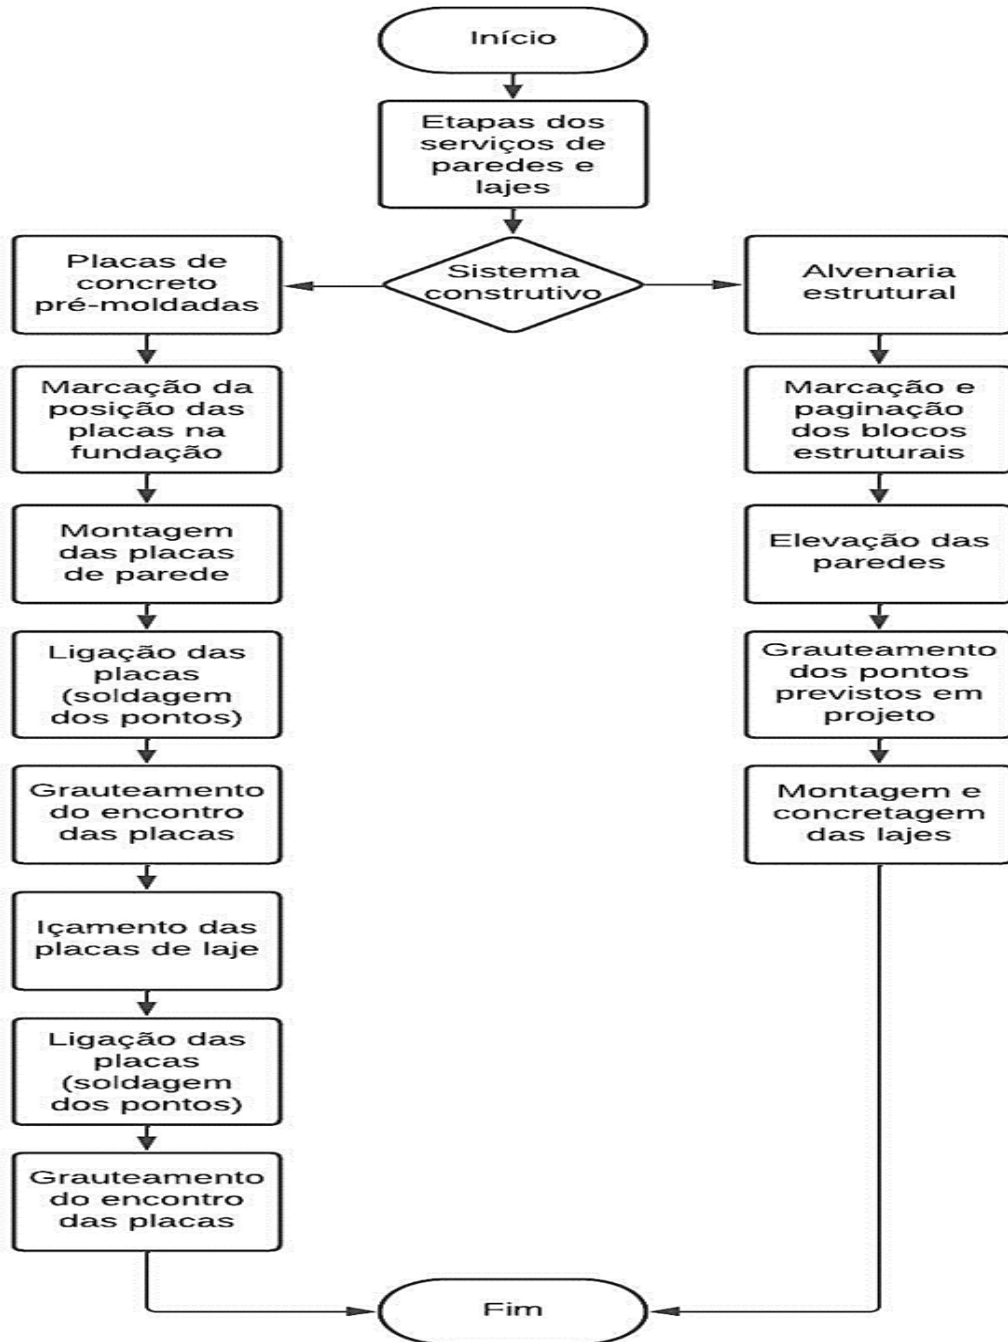 Início
Etapas dos
serviços de
paredes e
lajes
Sistema
construtivo
Placas de
concreto
pré-moldadas
Marcação da
posição das
placas na
fundação
Montagem
das placas
de parede
Ligação das
placas
(soldagem
dos pontos)
Grauteamento
do encontro
das placas
Içamento das
placas de laje
Ligação das
placas
(soldagem
dos pontos)
Grauteamento
do encontro
das placas
Alvenaria
estrutural
Marcação e
paginação
dos blocos
estruturais
Elevação das
paredes
Grauteamento
dos pontos
previstos em
projeto
Montagem e
concretagem
das lajes
Fim